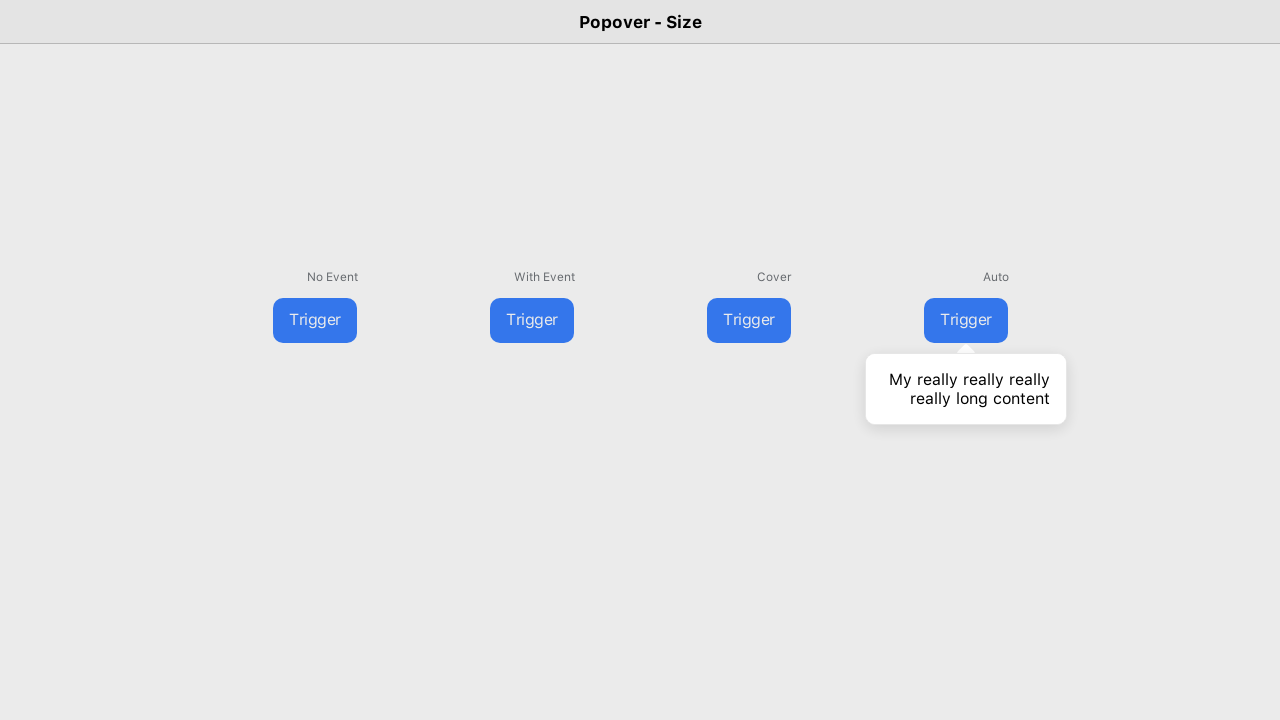 Popover - Size
No Event
With Event
Cover
Auto
Trigger
Trigger
Trigger
Trigger
My really really really
really long content